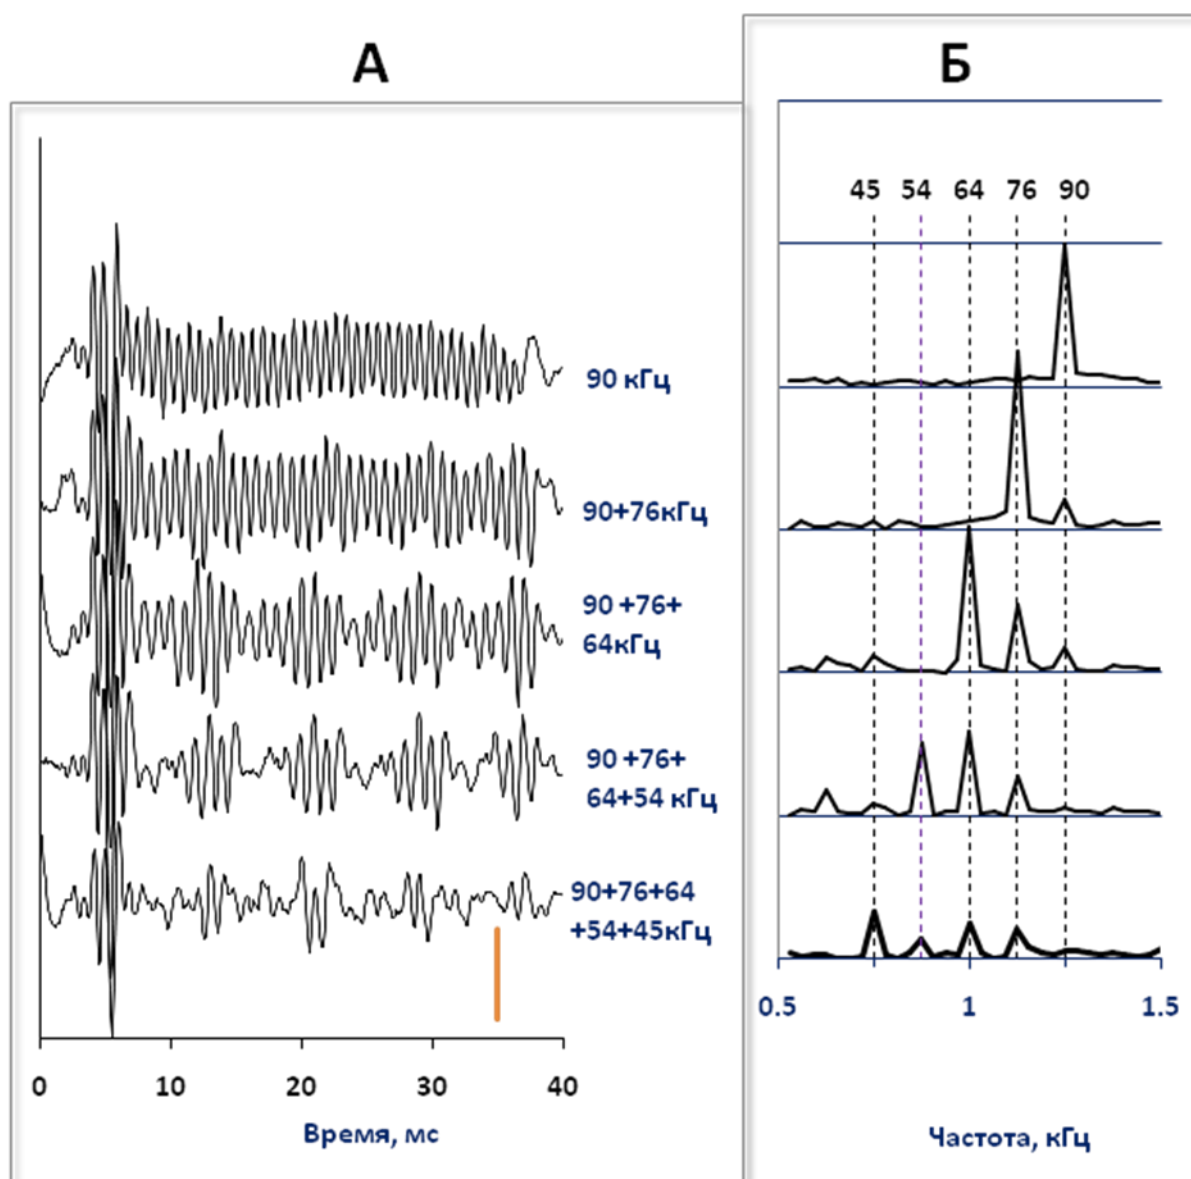 А
Б
45 54 64 76 90
90 кГц
90+76кГц
90 +76+
64кГц
90 +76+
64+54 кГц
90+76+64
+54+45кГц
0 10 20 30 40
Время, мс
0.5 1 1.5
Частота, кГц